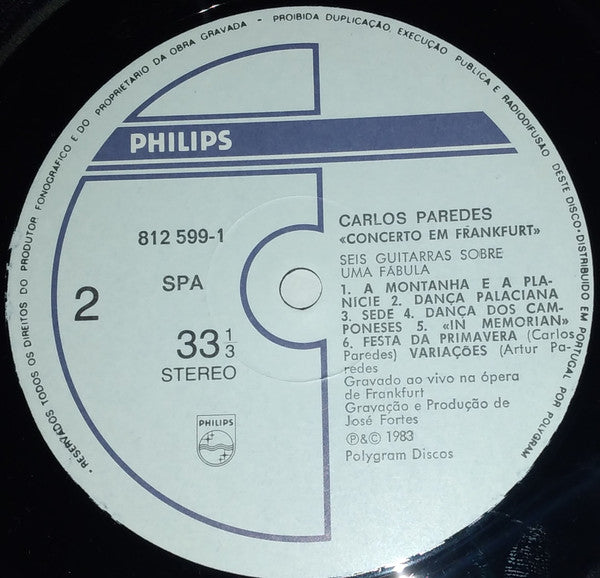 RESERVADOS TODOS OS DIREITOS DO PRODUTOR FONOGRÁFICO E DO PROPRIETÁRIO DA OBRA GRAVADA - PROIBIDA DUPLICAÇÃO, EXECUÇÃO PUBLICA E RADIODIFUSÃO DESTE DISCO - DISTRIBUIDO EM PORTUGAL POR POLYGRAM
PHILIPS
812 599-1
SPA
2
33 1/3
STEREO
PHILIPS
CARLOS PAREDES
«CONCERTO EM FRANKFURT»
SEIS GUITARRAS SOBRE
UMA FABULA
1. A MONTANHA E A PLA-
NICIE 2. DANÇA PALACIANA
3. SEDE 4. DANÇA DOS CAM-
PONESES 5. «IN MEMORIAN»
6. FESTA DA PRIMAVERA (Carlos
Paredes) VARIAÇÕES (Artur Pa-
redes
Gravado ao vivo na ópera
de Frankfurt
Gravação e Produção de
José Fortes
℗&© 1983
Polygram Discos